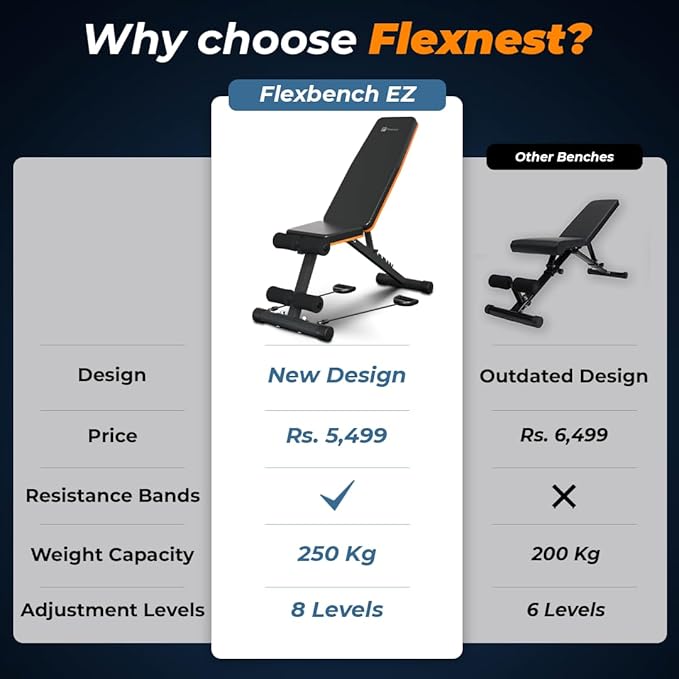 Why choose Flexnest?
Flexbench EZ
Other Benches
Design New Design Outdated Design
Price Rs. 5,499 Rs. 6,499
Resistance Bands
Weight Capacity 250 Kg 200 Kg
Adjustment Levels 8 Levels 6 Levels